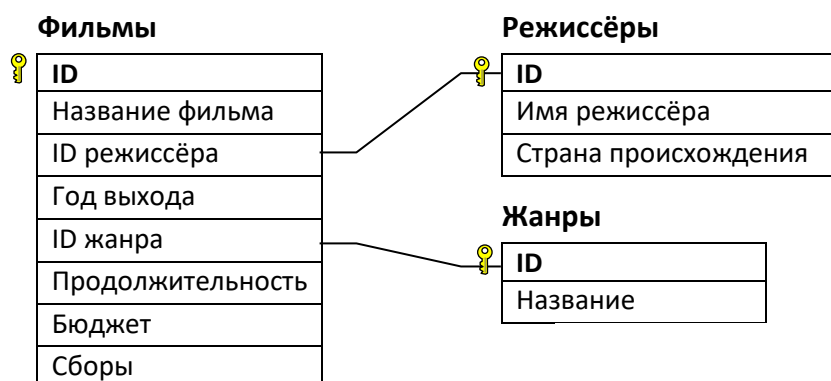 Фильмы
ID
Название фильма
ID режиссёра
Год выхода
ID жанра
Продолжительность
Бюджет
Сборы
Режиссёры
ID
Имя режиссёра
Страна происхождения
Жанры
ID
Название